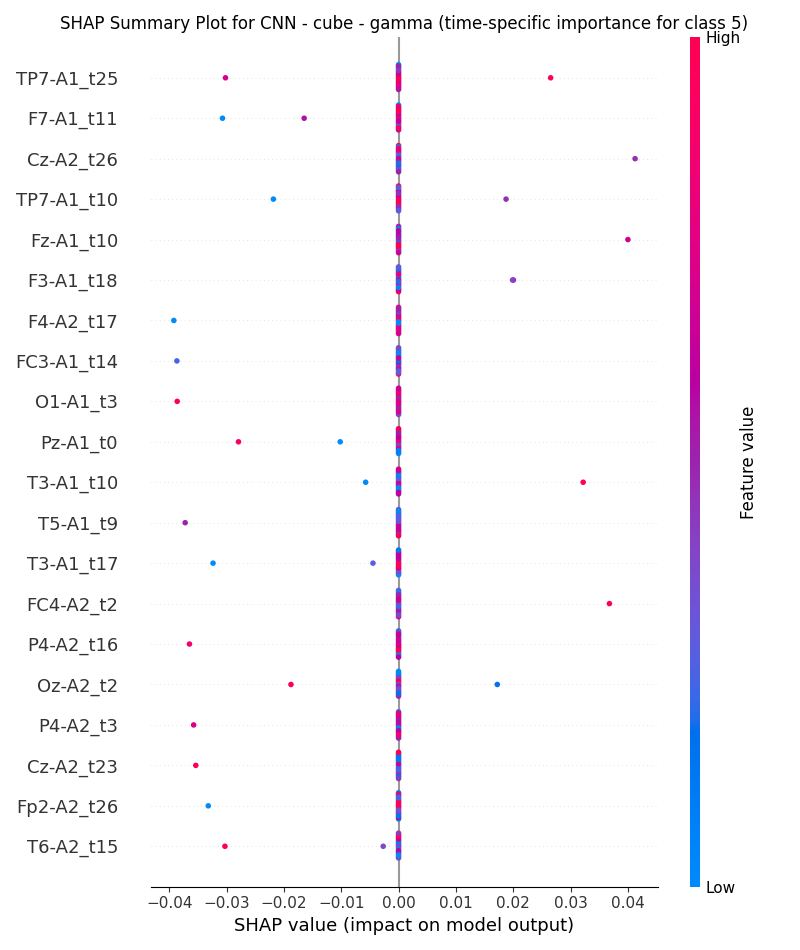 SHAP Summary Plot for CNN - cube - gamma (time-specific importance for class 5)
High
TP7-A1_t25
F7-A1_t11
Cz-A2_t26
TP7-A1_t10
Fz-A1_t10
F3-A1_t18
F4-A2_t17
FC3-A1_t14
O1-A1_t3
Pz-A1_t0
T3-A1_t10
T5-A1_t9
T3-A1_t17
FC4-A2_t2
P4-A2_t16
Oz-A2_t2
P4-A2_t3
Cz-A2_t23
Fp2-A2_t26
T6-A2_t15
Feature value
Low
−0.04 −0.03 −0.02 −0.01 0.00 0.01 0.02 0.03 0.04
SHAP value (impact on model output)